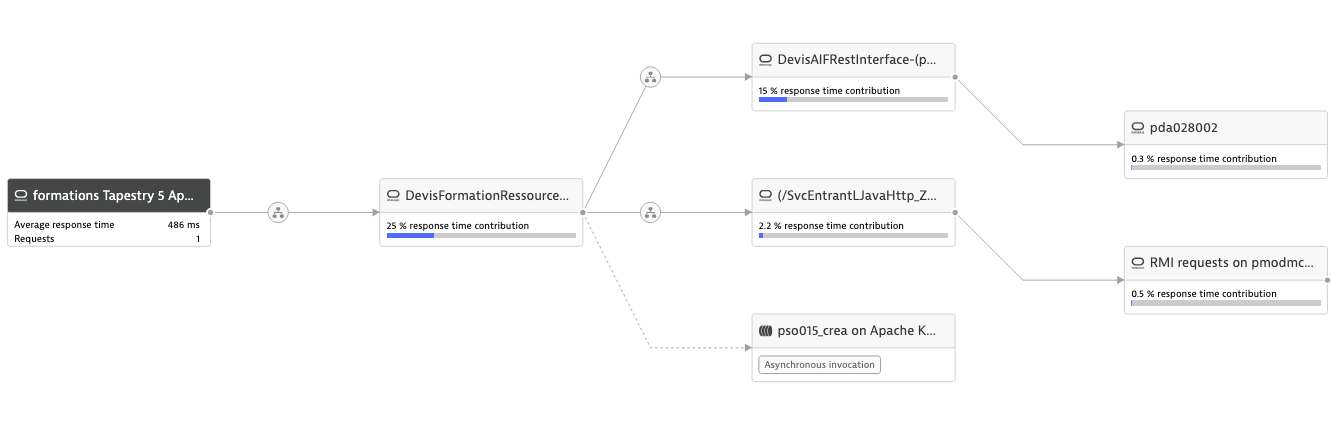 DevisAIFRestInterface-(p...
15 % response time contribution
pda028002
0.3 % response time contribution
formations Tapestry 5 Ap...
Average response time 486 ms
Requests 1
DevisFormationRessource...
25 % response time contribution
(/SvcEntrantLJavaHttp_Z...
2.2 % response time contribution
RMI requests on pmodmc...
0.5 % response time contribution
pso015_crea on Apache K...
Asynchronous invocation